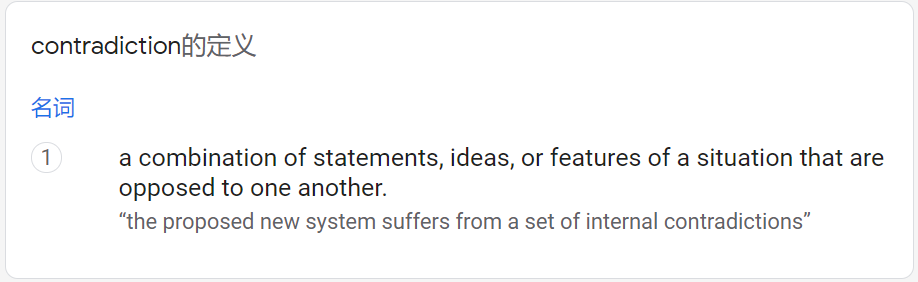 contradiction的定义
名词
1
a combination of statements, ideas, or features of a situation that are
opposed to one another.
“the proposed new system suffers from a set of internal contradictions”